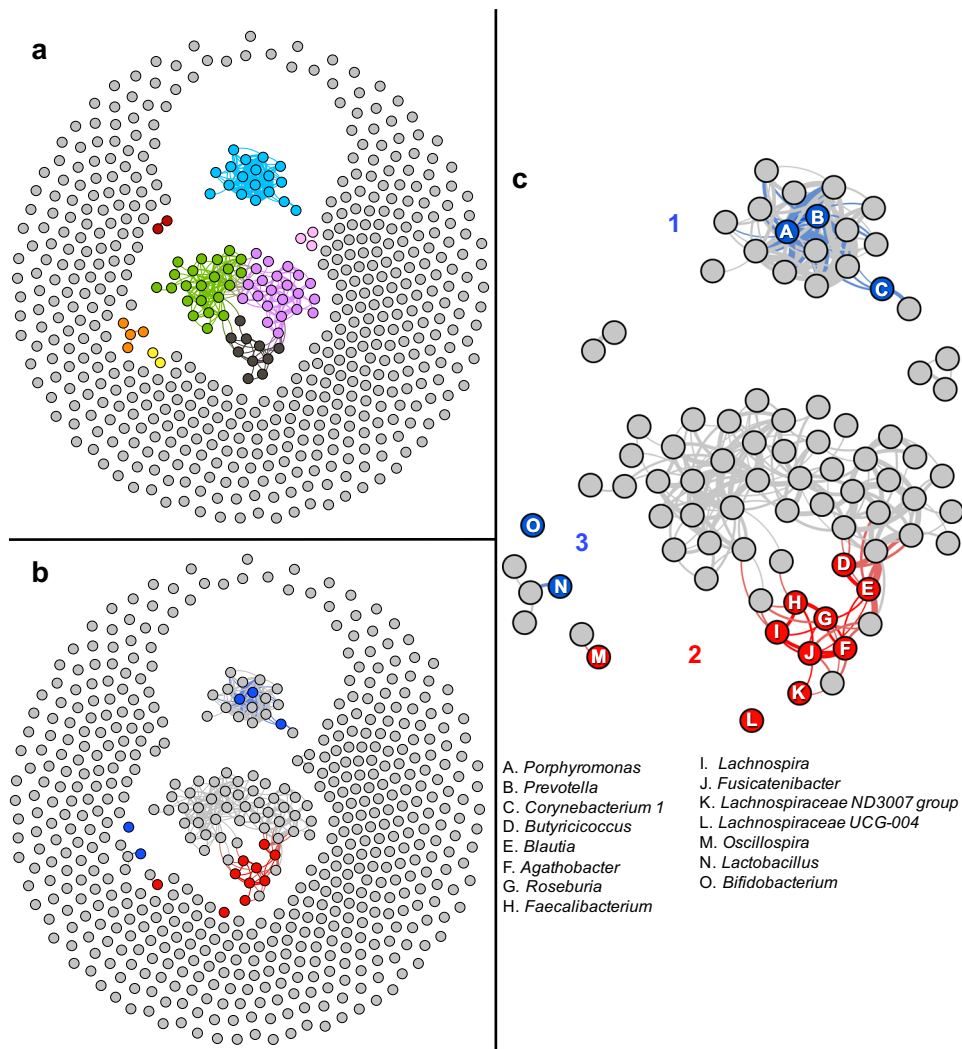 a
b
c
1
B
A
C
O
3
N
D
E
H
G
I
F
J
2
M
K
L
A. Porphyromonas
B. Prevotella
C. Corynebacterium 1
D. Butyricicoccus
E. Blautia
F. Agathobacter
G. Roseburia
H. Faecalibacterium
I. Lachnospira
J. Fusicatenibacter
K. Lachnospiraceae ND3007 group
L. Lachnospiraceae UCG-004
M. Oscillospira
N. Lactobacillus
O. Bifidobacterium